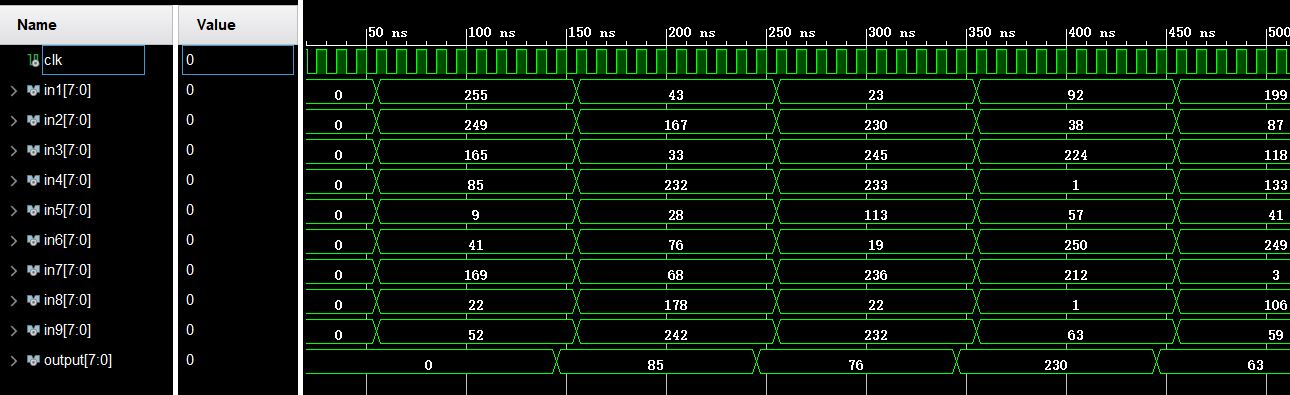 Name Value
50 ns 100 ns 150 ns 200 ns 250 ns 300 ns 350 ns 400 ns 450 ns 500
clk 0
in1[7:0] 0 0 255 43 23 92 199
in2[7:0] 0 0 249 167 230 38 87
in3[7:0] 0 0 165 33 245 224 118
in4[7:0] 0 0 85 232 233 1 133
in5[7:0] 0 0 9 28 113 57 41
in6[7:0] 0 0 41 76 19 250 249
in7[7:0] 0 0 169 68 236 212 3
in8[7:0] 0 0 22 178 22 1 106
in9[7:0] 0 0 52 242 232 63 59
output[7:0] 0 0 85 76 230 63